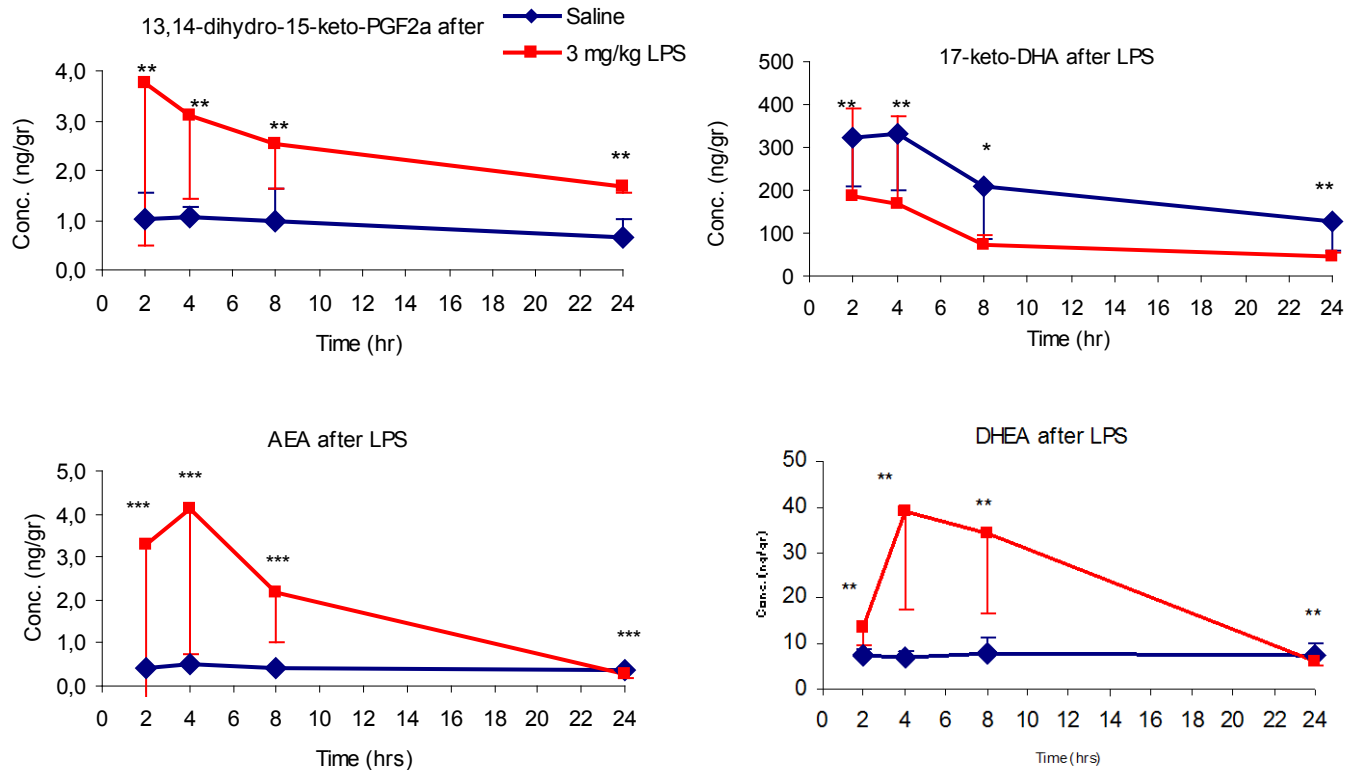 13,14-dihydro-15-keto-PGF2a after
Saline
3 mg/kg LPS
4,0
3,0
2,0
1,0
0,0
Conc. (ng/gr)
** ** ** **
0 2 4 6 8 10 12 14 16 18 20 22 24
Time (hr)
17-keto-DHA after LPS
500
400
300
200
100
0
Conc. (ng/gr)
** ** * **
0 2 4 6 8 10 12 14 16 18 20 22 24
Time (hr)
AEA after LPS
5,0
4,0
3,0
2,0
1,0
0,0
Conc. (ng/gr)
*** *** *** ***
0 2 4 6 8 10 12 14 16 18 20 22 24
Time (hrs)
DHEA after LPS
50
40
30
20
10
0
Conc. (ng/gr)
** ** ** **
0 2 4 6 8 10 12 14 16 18 20 22 24
Time (hrs)